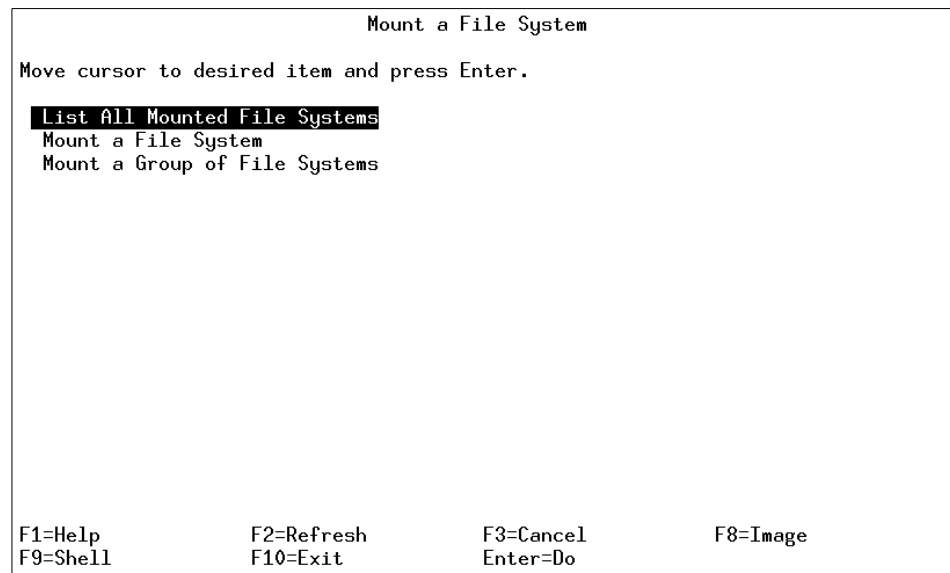 Mount a File System
Move cursor to desired item and press Enter.
List All Mounted File Systems
Mount a File System
Mount a Group of File Systems
F1=Help F2=Refresh F3=Cancel F8=Image
F9=Shell F10=Exit Enter=Do